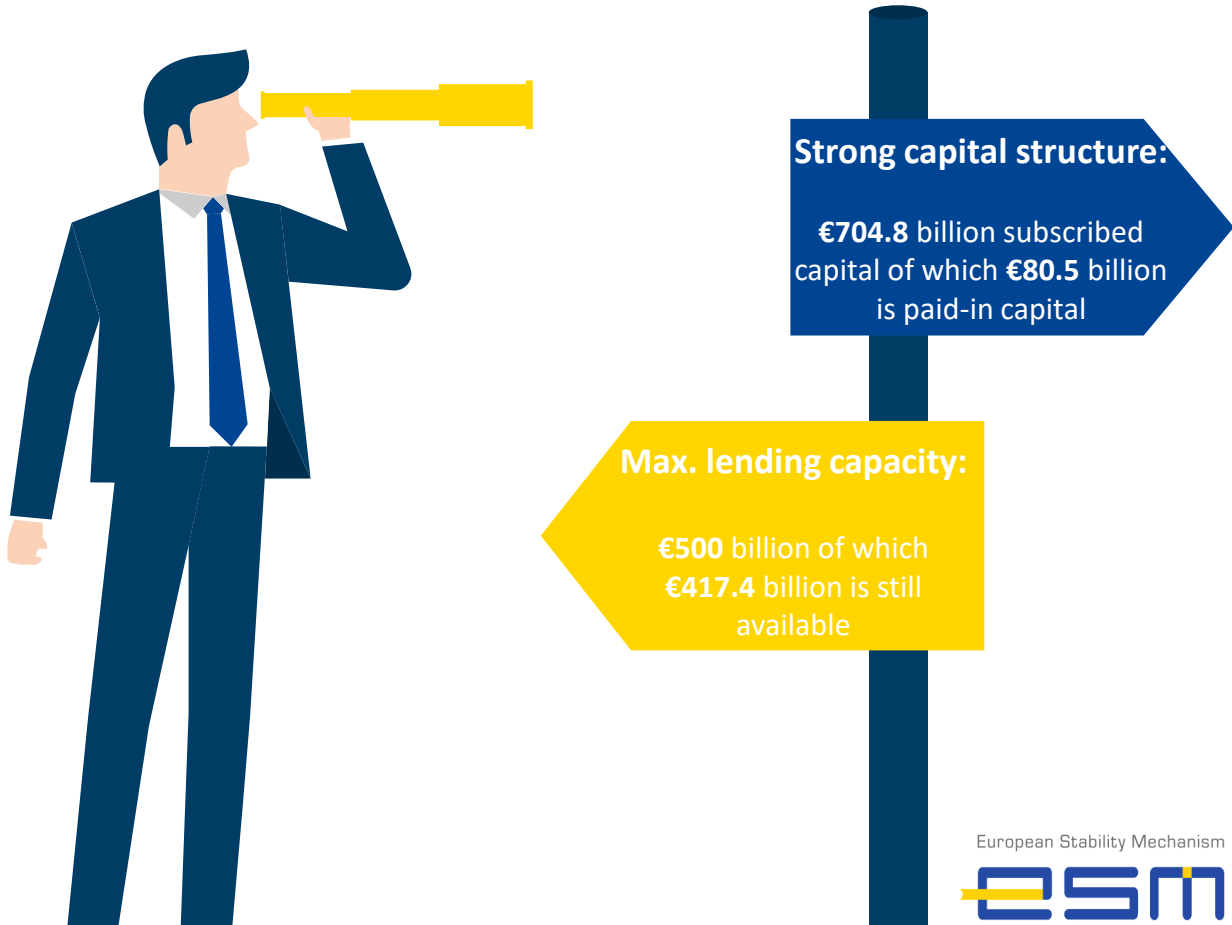 Strong capital structure:
€704.8 billion subscribed
capital of which €80.5 billion
is paid-in capital
Max. lending capacity:
€500 billion of which
€417.4 billion is still
available
European Stability Mechanism
esm